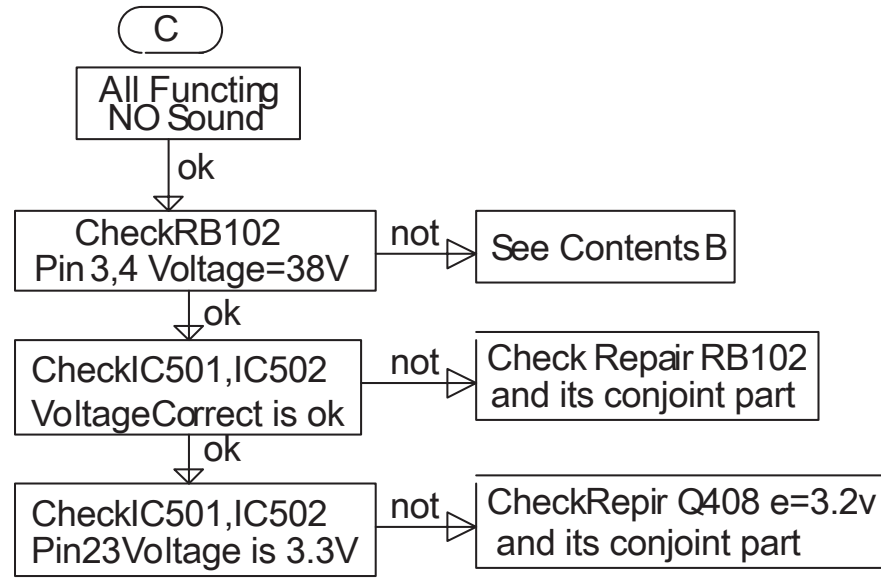 C
All Functing
NO Sound
ok
CheckRB102
Pin 3,4 Voltage=38V
not
See Contents B
ok
CheckIC501,IC502
VoltageCorrect is ok
not
Check Repair RB102
and its conjoint part
ok
CheckIC501,IC502
Pin23Voltage is 3.3V
not
CheckRepir Q408 e=3.2v
and its conjoint part